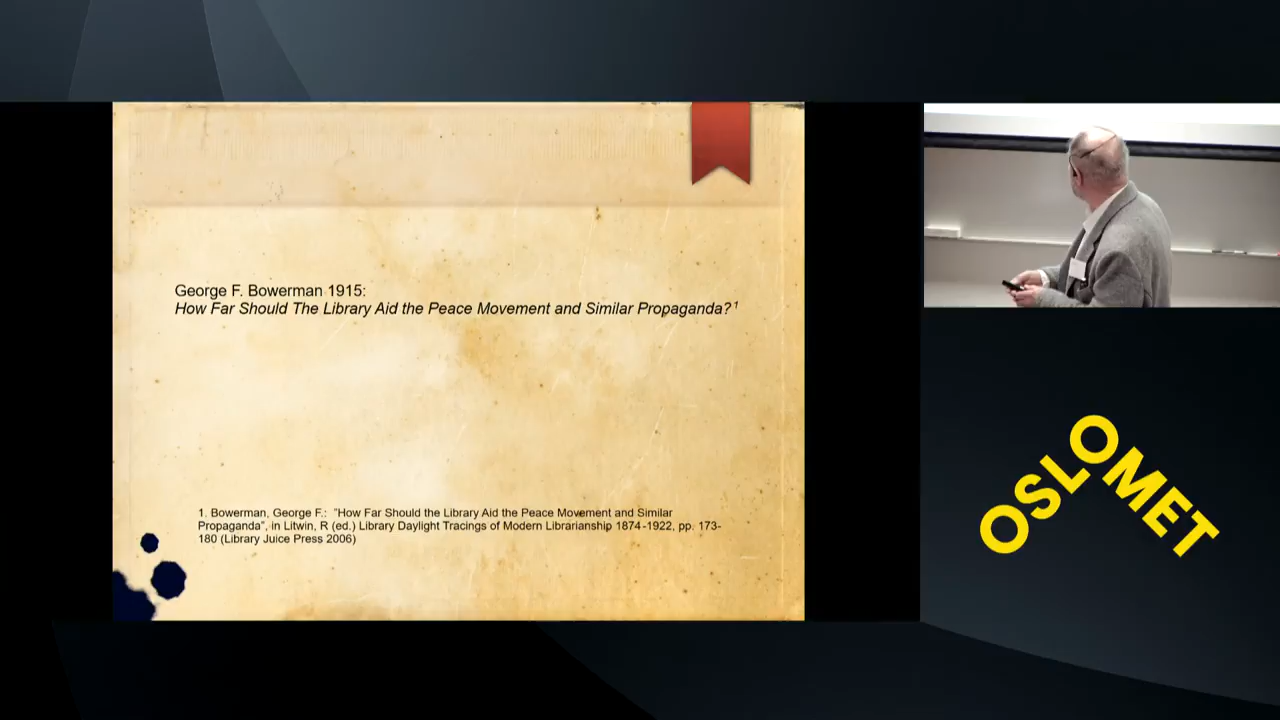 George F. Bowerman 1915:
How Far Should The Library Aid the Peace Movement and Similar Propaganda? ¹
1. Bowerman, George F.: "How Far Should the Library Aid the Peace Movement and Similar
Propaganda", in Litwin, R (ed.) Library Daylight Tracings of Modern Librarianship 1874-1922, pp. 173-
180 (Library Juice Press 2006)
OSLOMET